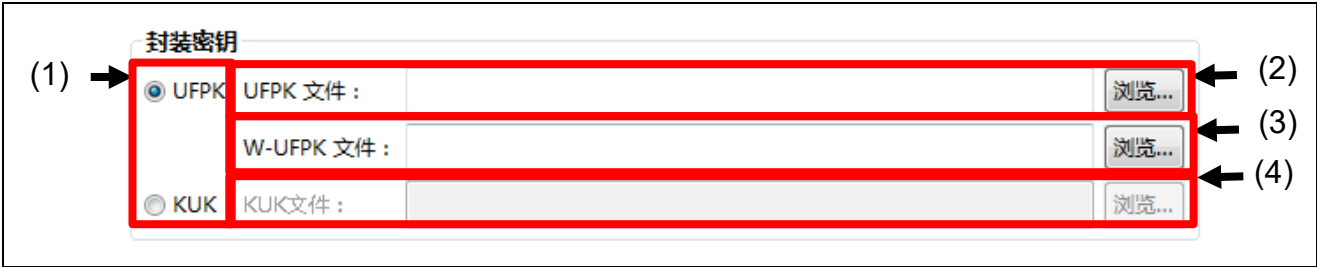 封装密钥
(1) UFPK UFPK 文件： 浏览... (2)
W-UFPK 文件： 浏览... (3)
KUK KUK文件： 浏览... (4)